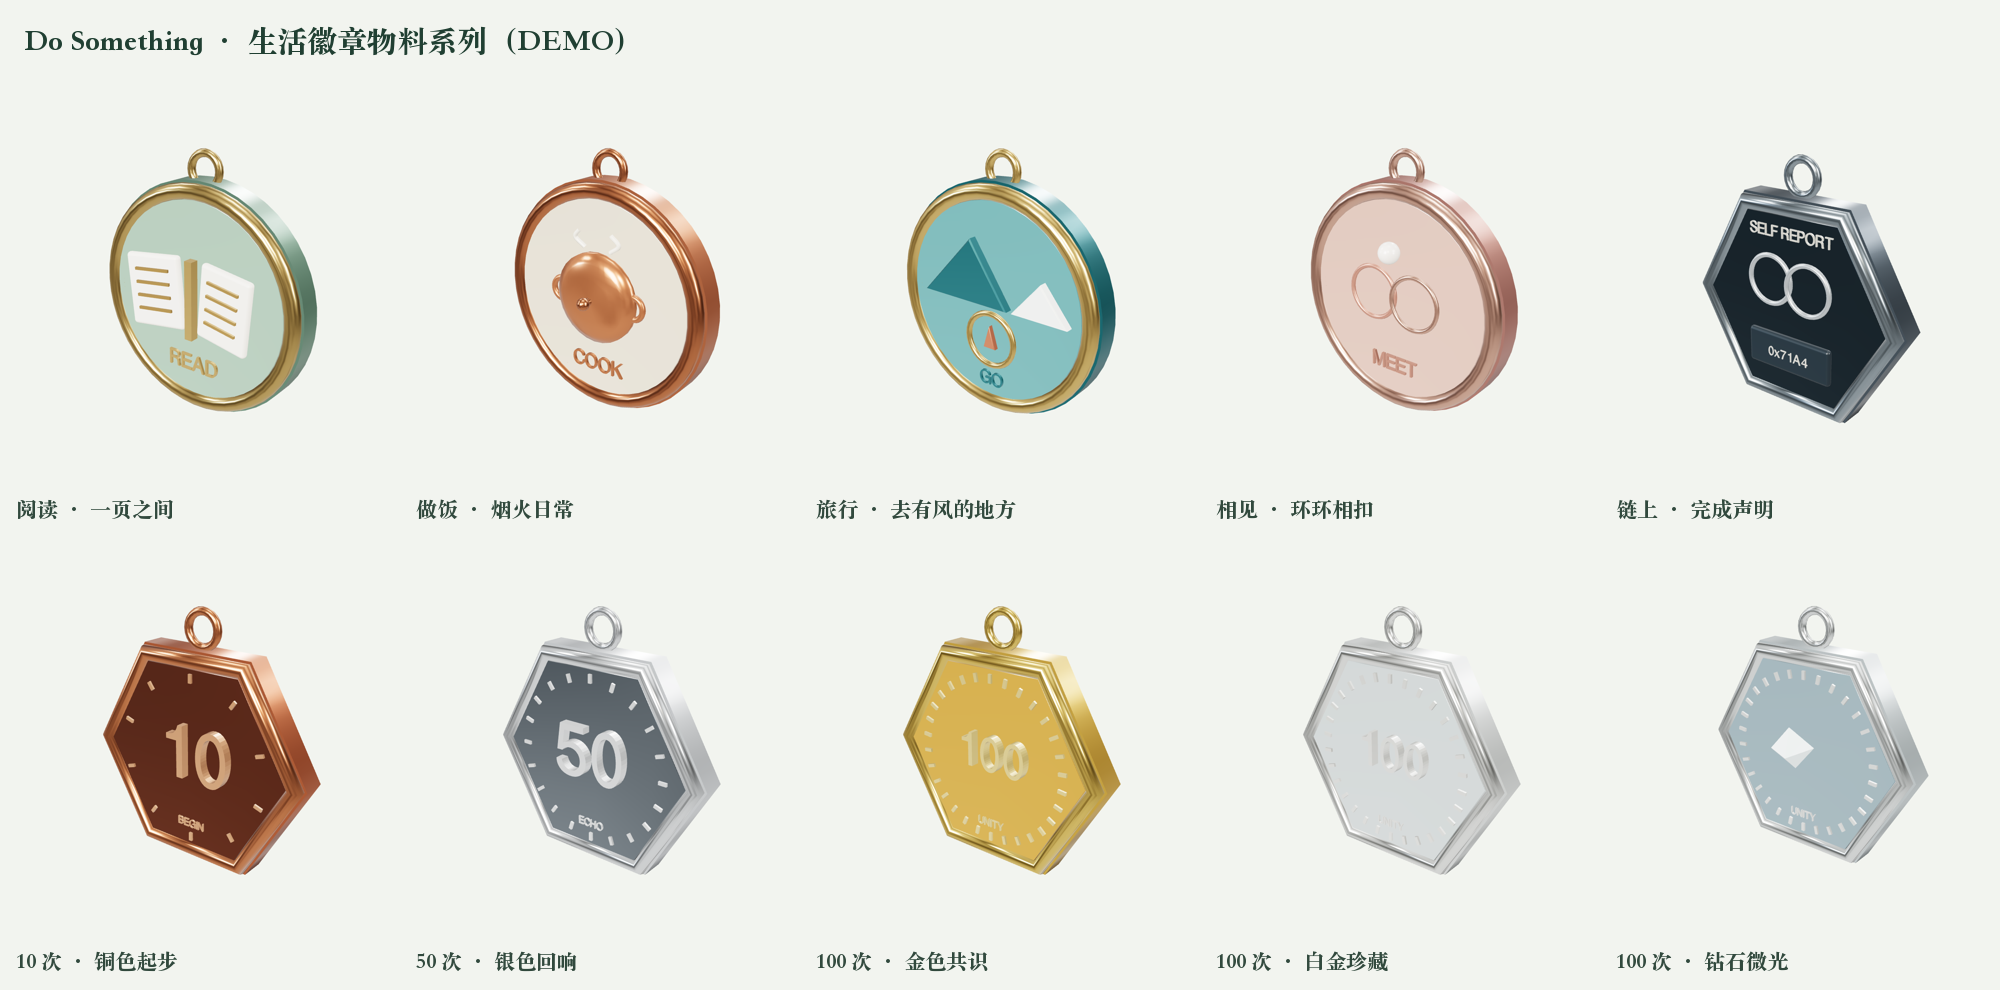 Do Something · 生活徽章物料系列（DEMO）
READ
COOK
GO
MEET
SELF REPORT
0x71A4
阅读 · 一页之间
做饭 · 烟火日常
旅行 · 去有风的地方
相见 · 环环相扣
链上 · 完成声明
10
BEGIN
50
ECHO
100
UNITY
100
UNITY
10 次 · 铜色起步
50 次 · 银色回响
100 次 · 金色共识
100 次 · 白金珍藏
100 次 · 钻石微光